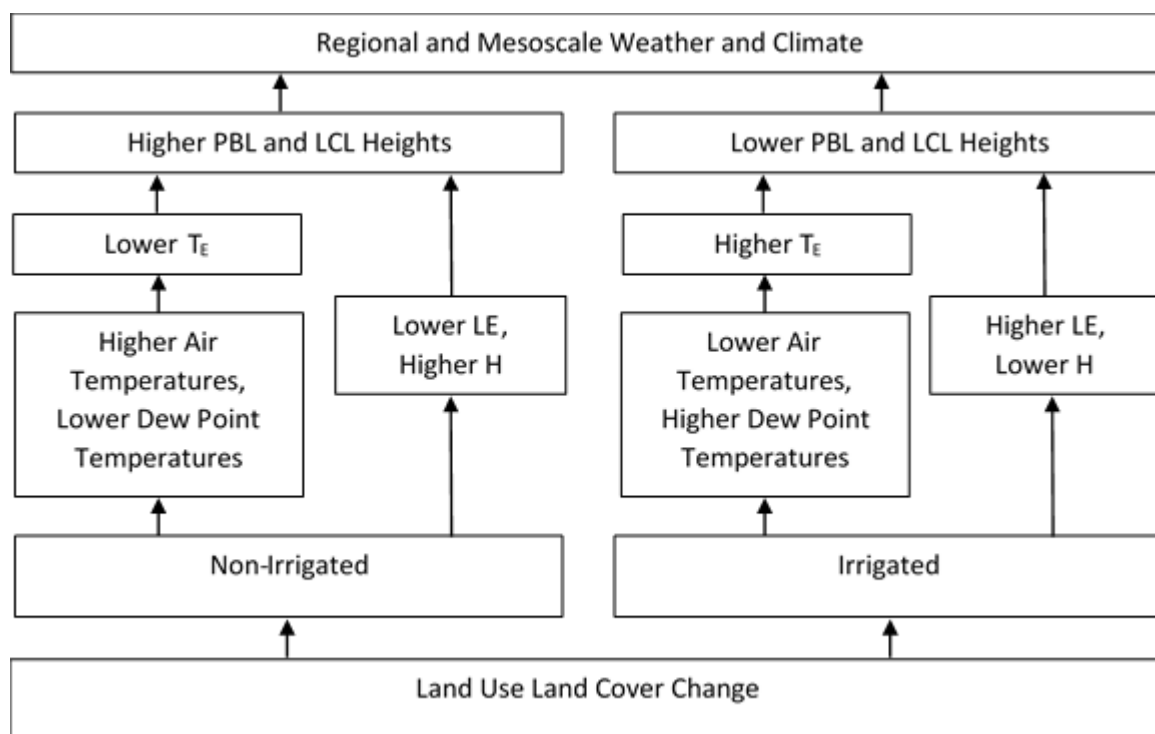 Regional and Mesoscale Weather and Climate
Higher PBL and LCL Heights
Lower PBL and LCL Heights
Lower TE
Higher TE
Higher Air
Temperatures,
Lower Dew Point
Temperatures
Lower LE,
Higher H
Lower Air
Temperatures,
Higher Dew Point
Temperatures
Higher LE,
Lower H
Non-Irrigated
Irrigated
Land Use Land Cover Change